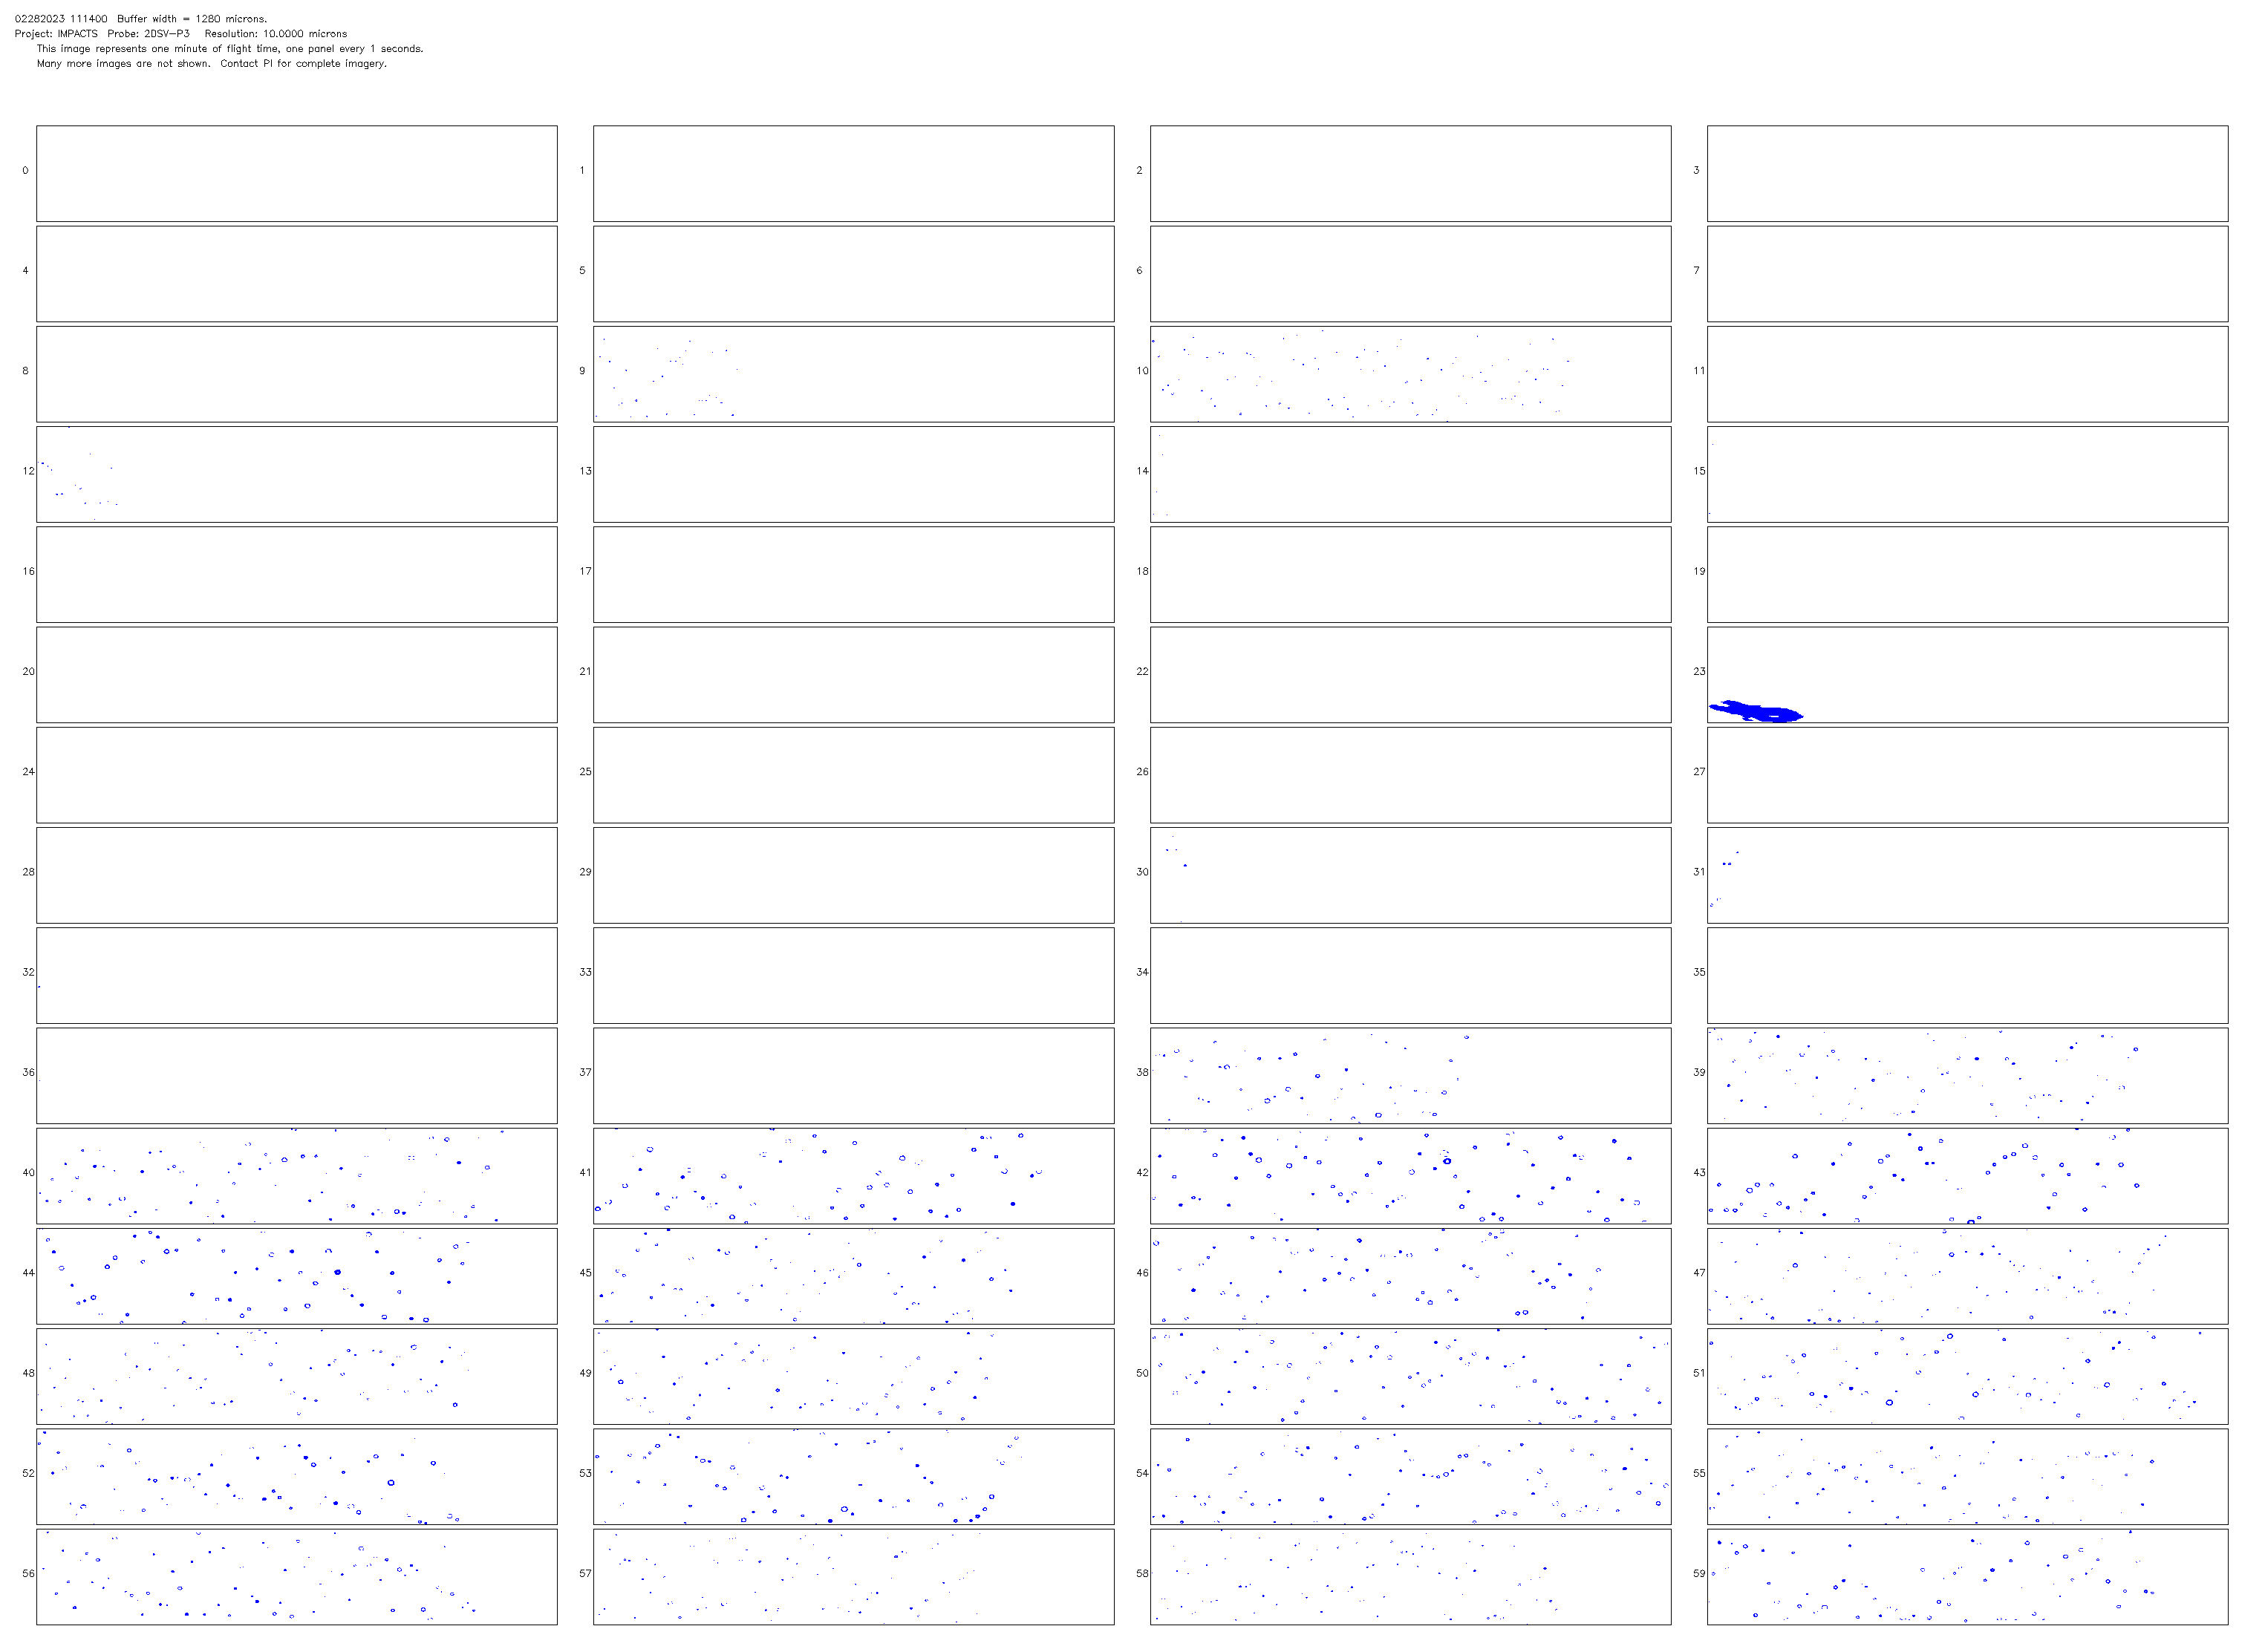 02282023 111400  Buffer width = 1280 microns.
Project: IMPACTS  Probe: 2DSV-P3  Resolution: 10.0000 microns
This image represents one minute of flight time, one panel every 1 seconds.
Many more images are not shown.  Contact PI for complete imagery.
0 1 2 3
4 5 6 7
8 9 10 11
12 13 14 15
16 17 18 19
20 21 22 23
24 25 26 27
28 29 30 31
32 33 34 35
36 37 38 39
40 41 42 43
44 45 46 47
48 49 50 51
52 53 54 55
56 57 58 59